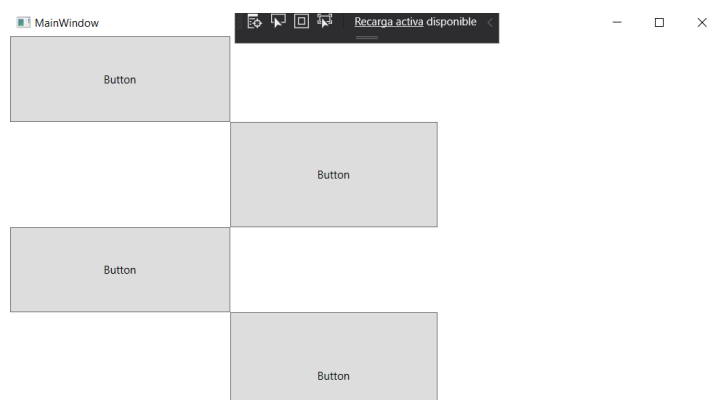 MainWindow
Recarga activa disponible
Button
Button
Button
Button